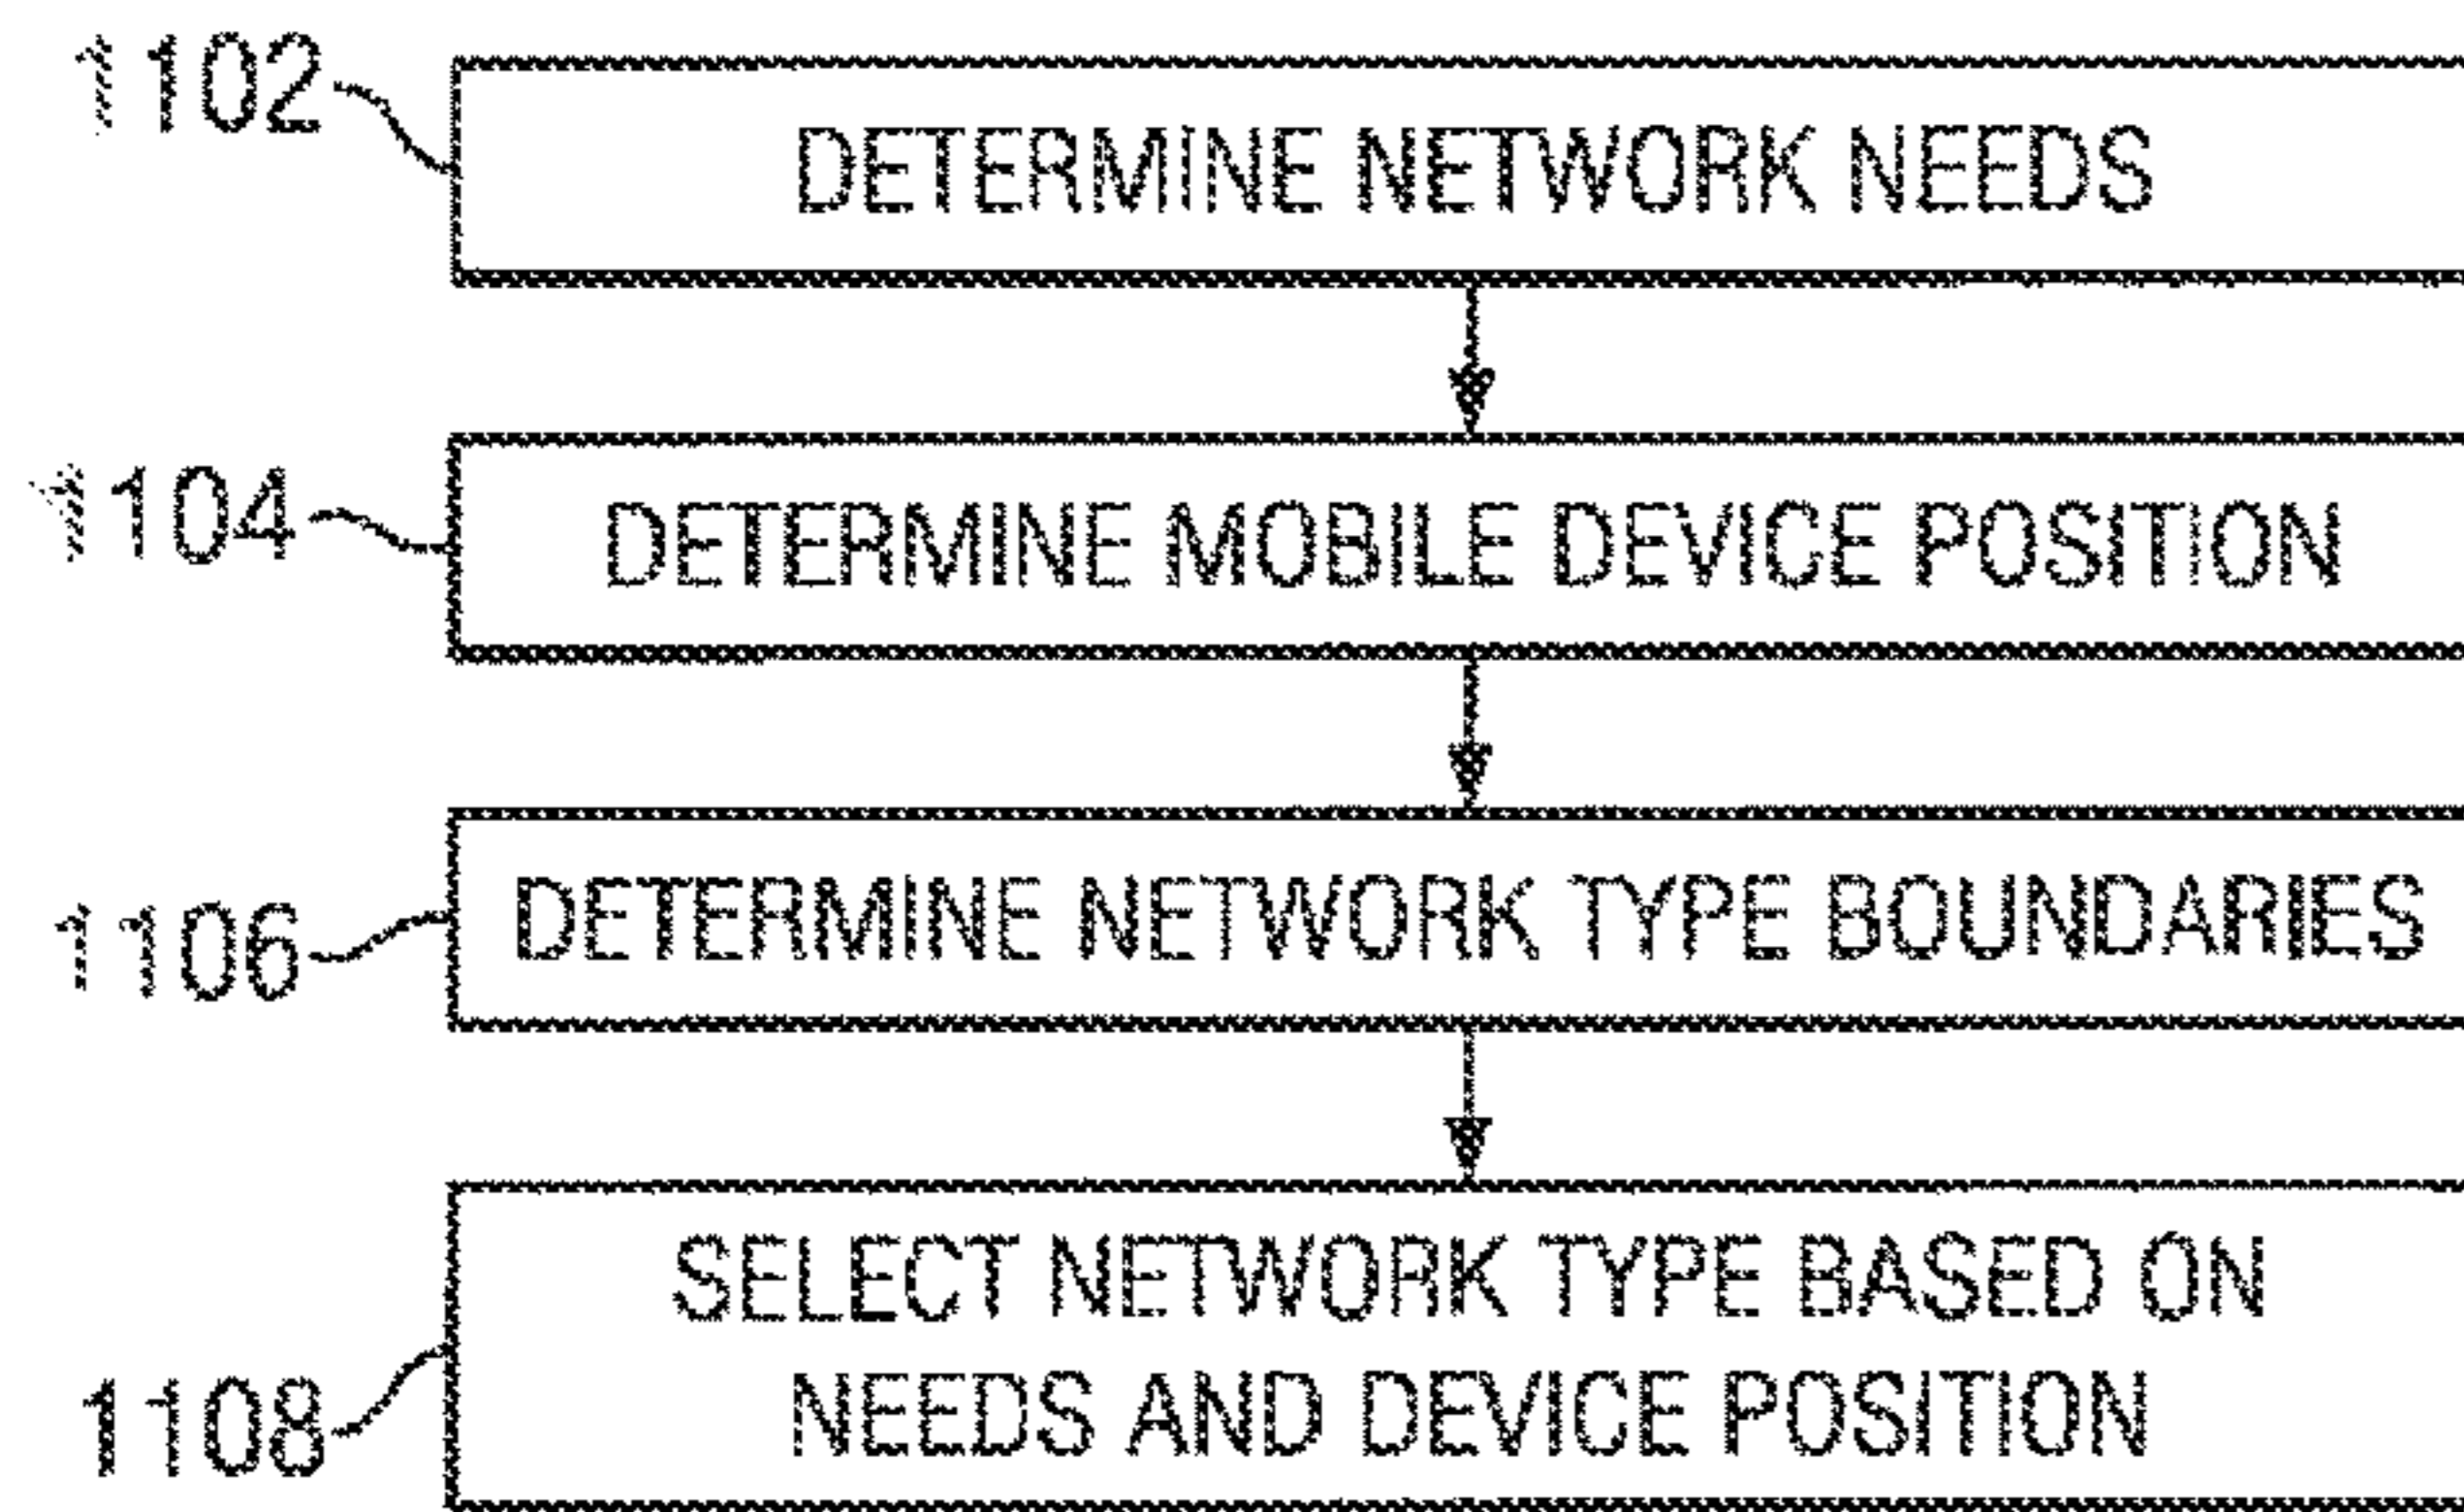 1102
DETERMINE NETWORK NEEDS
1104
DETERMINE MOBILE DEVICE POSITION
1106
DETERMINE NETWORK TYPE BOUNDARIES
1108
SELECT NETWORK TYPE BASED ON
NEEDS AND DEVICE POSITION